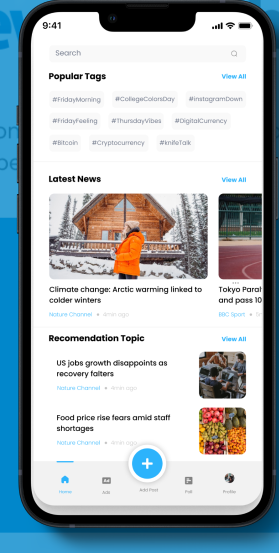 9:41
Search
Popular Tags View All
#FridayMorning #CollegeColorsDay #InstagramDown
#FridayFeeling #ThursdayVibes #DigitalCurrency
#Bitcoin #Cryptocurrency #knifeTalk
Latest News View All
Climate change: Arctic warming linked to
colder winters
Nature Channel • 4min ago
Tokyo Paral
and pass 10
BBC Sport
Recomendation Topic View All
US jobs growth disappoints as
recovery falters
Nature Channel • 4min ago
Food price rise fears amid staff
shortages
Nature Channel • 4min ago
+
Home Ads Add Post Poll Profile